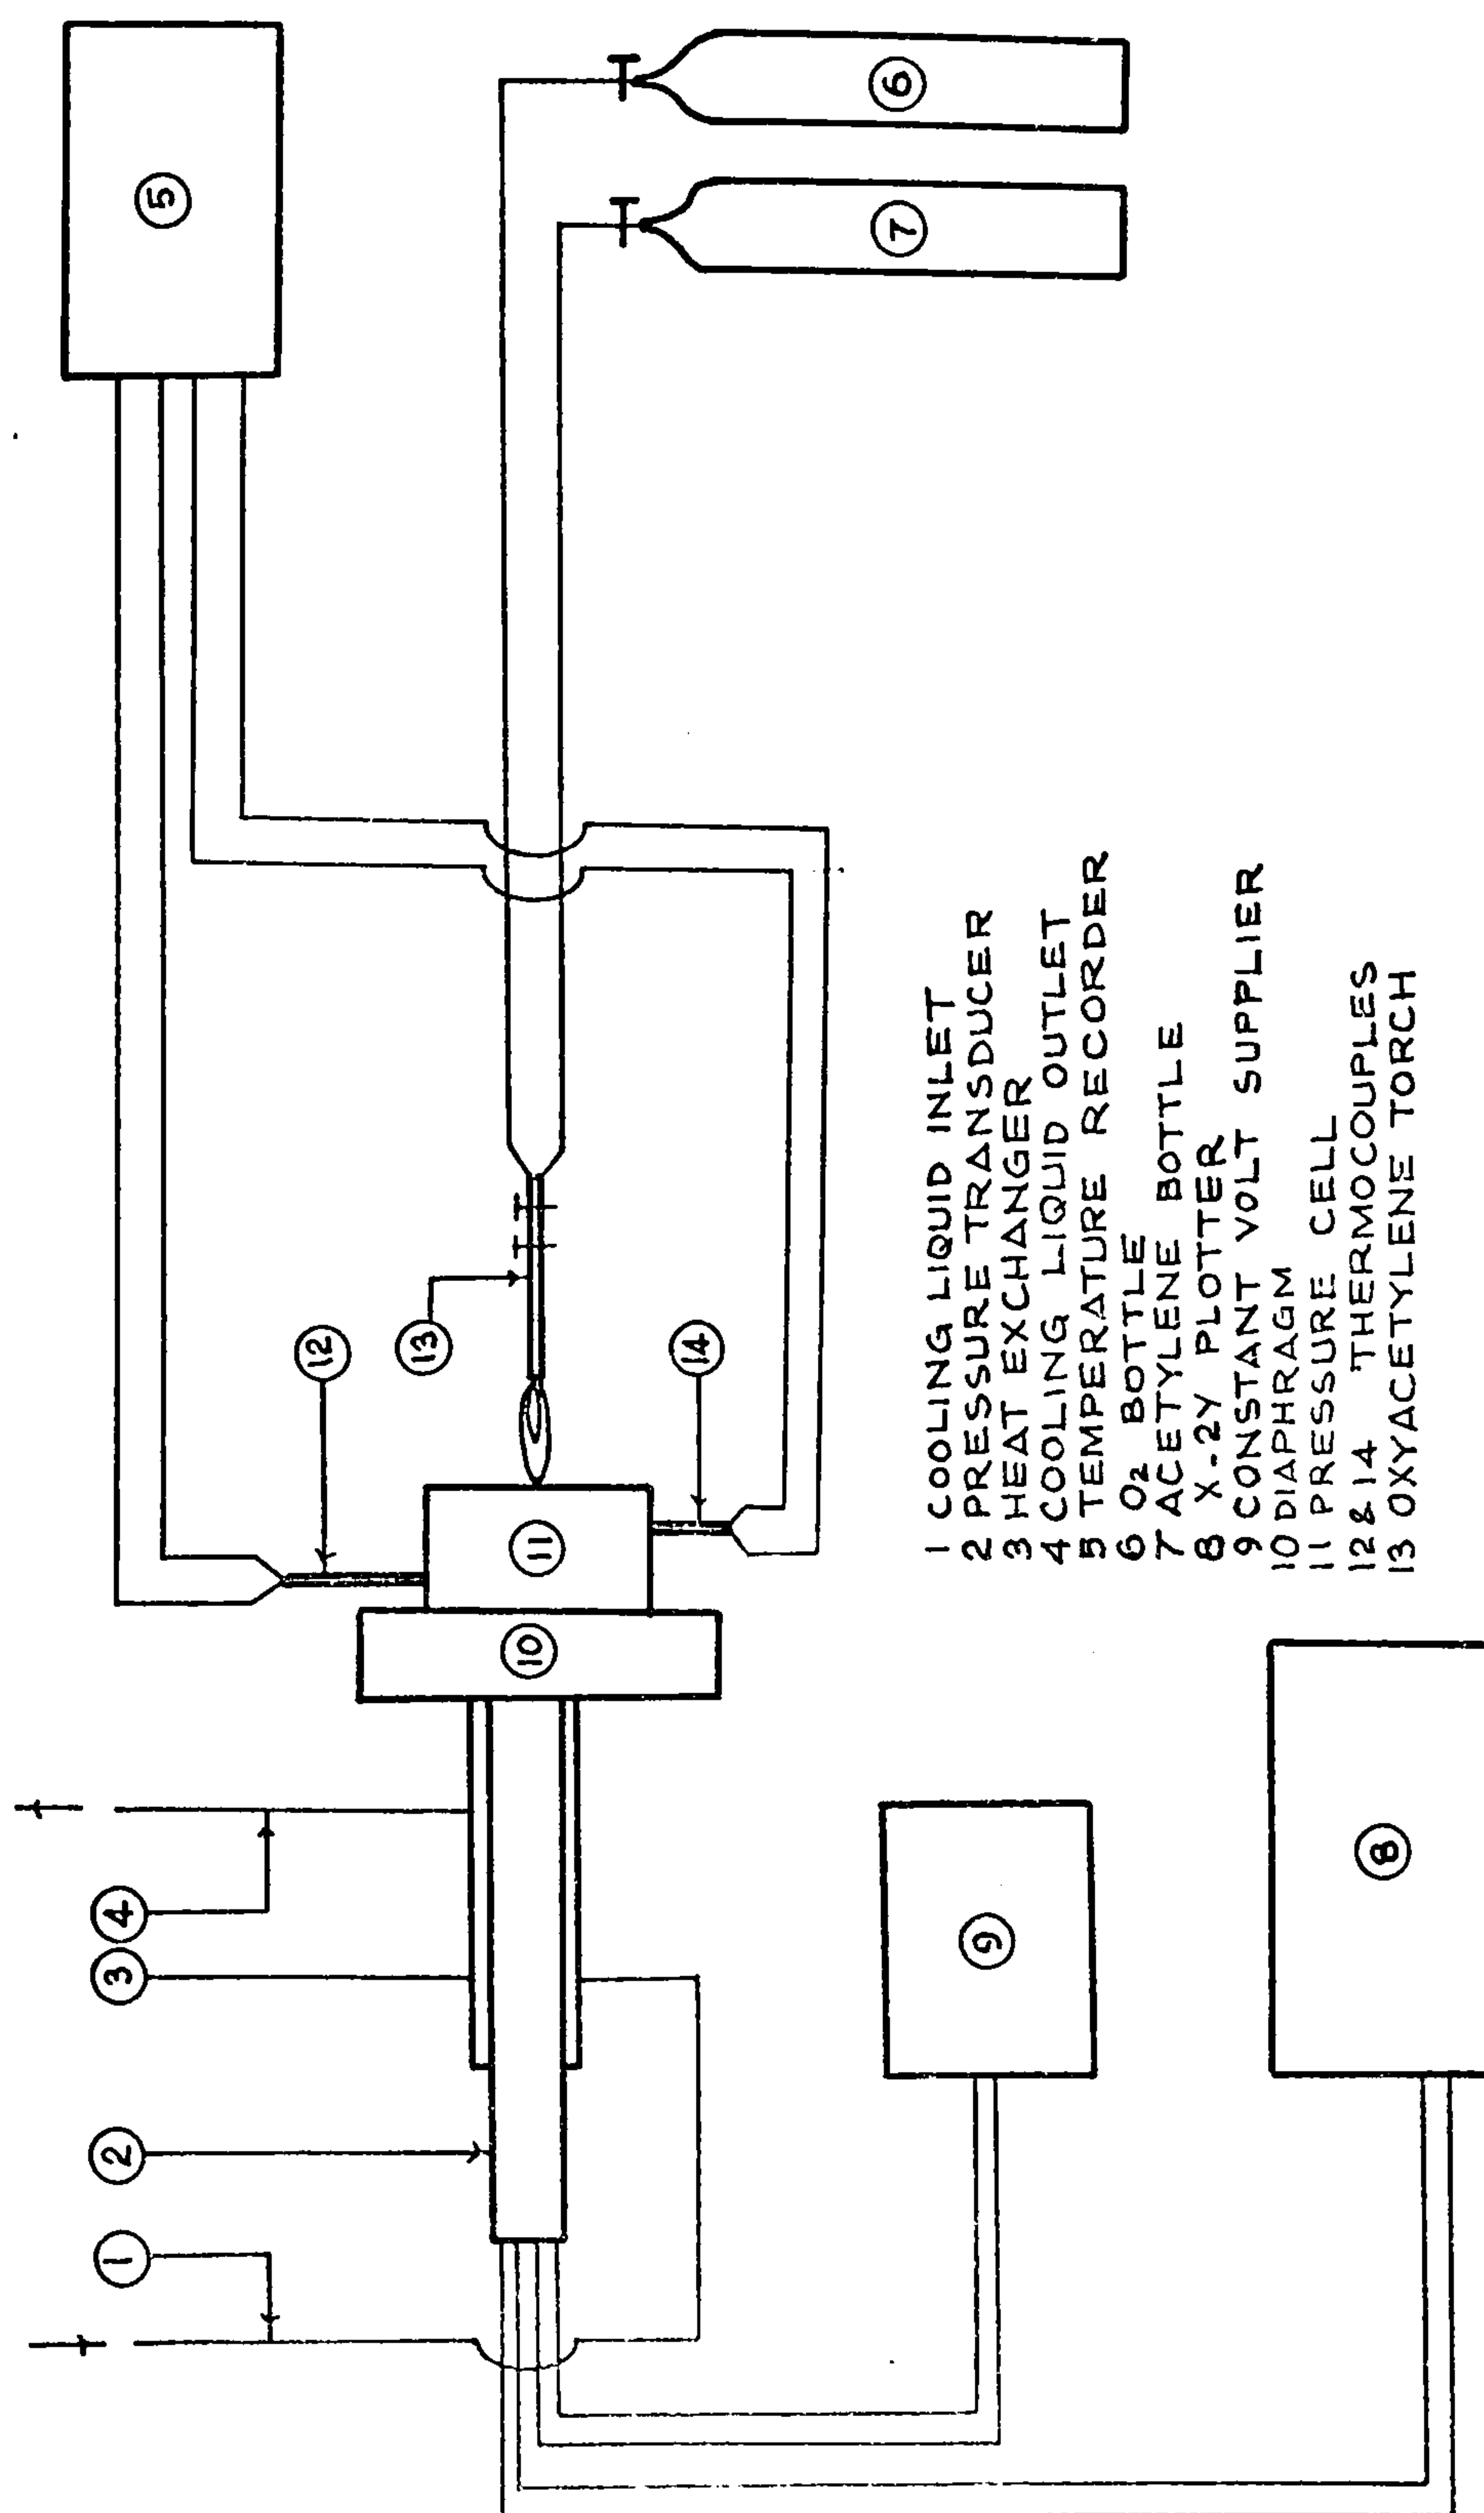 1
2
3
4
5
12
13
10
11
14
7
6
9
8
1 COOLING LIQUID INLET
2 PRESSURE TRANSDUCER
3 HEAT EXCHANGER
4 COOLING LIQUID OUTLET
5 TEMPERATURE RECORDER
6 O₂ BOTTLE
7 ACETYLENE BOTTLE
8 X-2Y PLOTTER
9 CONSTANT VOLT SUPPLIER
10 DIAPHRAGM
11 PRESSURE CELL
12&14 THERMOCOUPLES
13 OXYACETYLENE TORCH